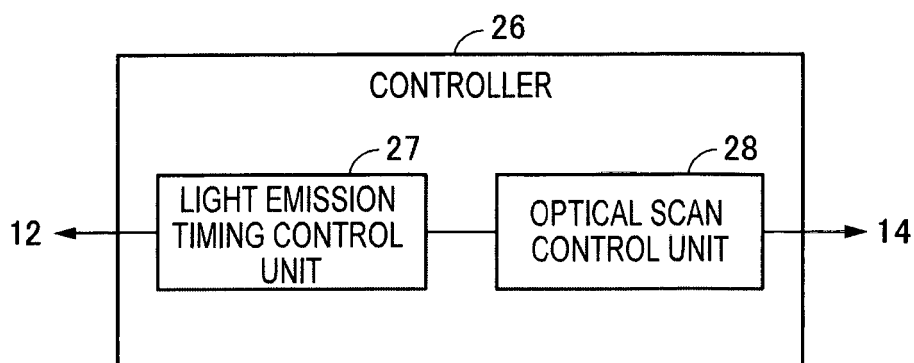 26
CONTROLLER
27
28
LIGHT EMISSION
TIMING CONTROL
UNIT
OPTICAL SCAN
CONTROL UNIT
12
14